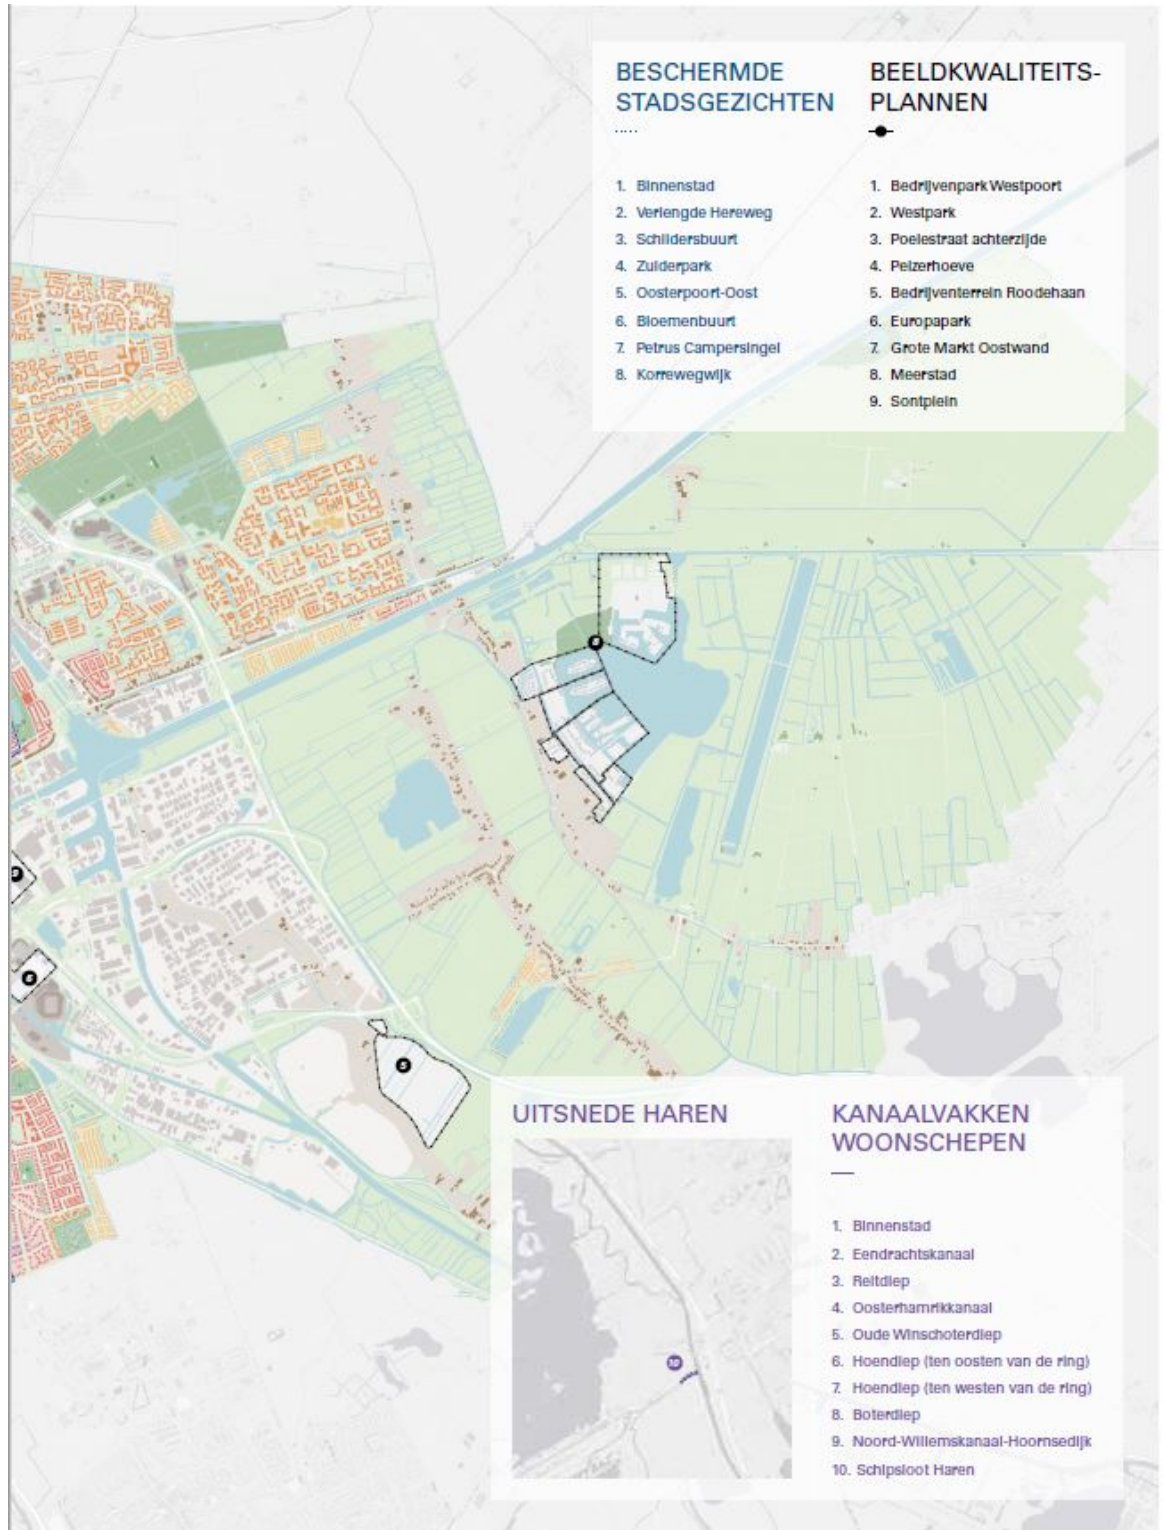 BESCHERMDE
STADSGEZICHTEN
1. Binnenstad
2. Verlengde Hereweg
3. Schildersbuurt
4. Zuiderpark
5. Oosterpoort-Oost
6. Bloemenbuurt
7. Petrus Campersingel
8. Korrewegwijk
BEELDKWALITEITS-
PLANNEN
1. Bedrijvenpark Westpoort
2. Westpark
3. Poelestraat achterzijde
4. Pelzerhoeve
5. Bedrijventerrein Roodehaan
6. Europapark
7. Grote Markt Oostwand
8. Meerstad
9. Sontplein
8
6
5
UITSNEDE HAREN
10
KANAALVAKKEN
WOONSCHEPEN
1. Binnenstad
2. Eendrachtskanaal
3. Reitdiep
4. Oosterhamrikkanaal
5. Oude Winschoterdiep
6. Hoendiep (ten oosten van de ring)
7. Hoendiep (ten westen van de ring)
8. Boterdiep
9. Noord-Willemskanaal-Hoornsedijk
10. Schipsloot Haren